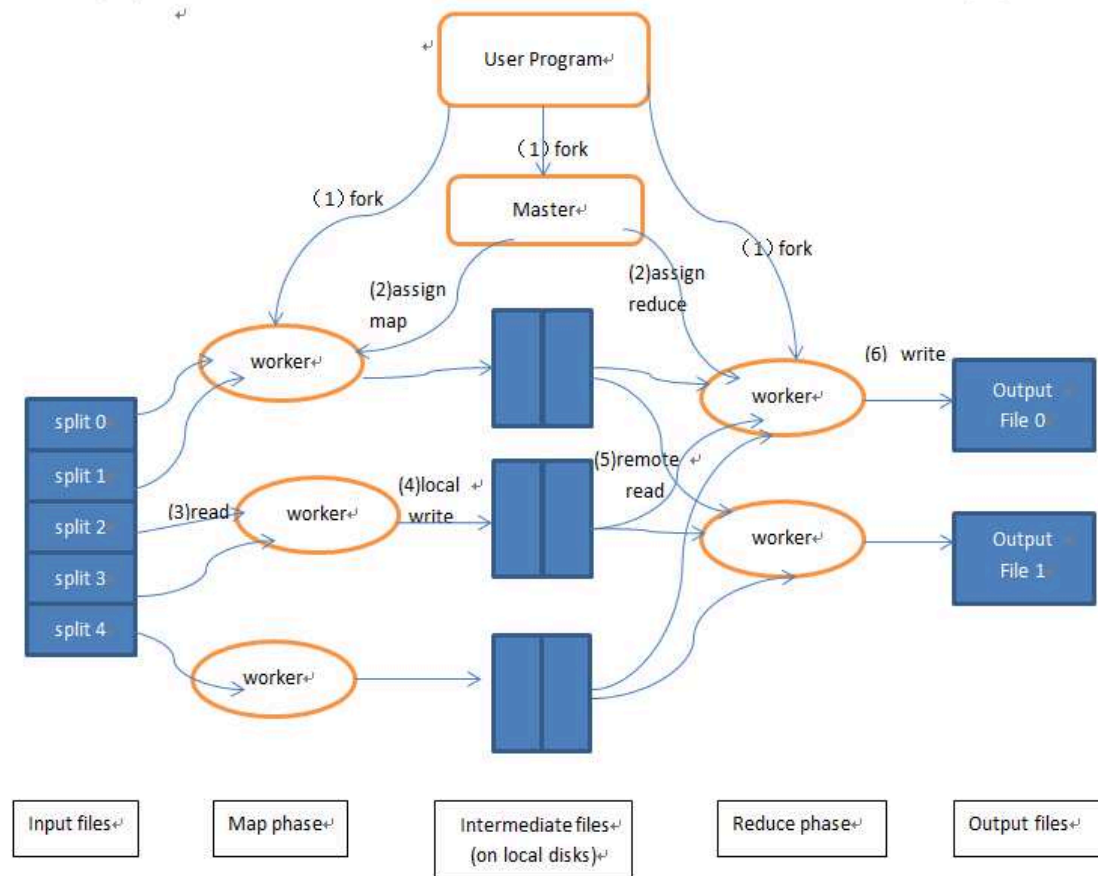 User Program
(1)fork
(1)fork
Master
(1)fork
(2)assign
map
(2)assign
reduce
worker
(6) write
worker
Output
File 0
split 0
split 1
split 2
split 3
split 4
(3)read
worker
(4)local
write
(5)remote
read
worker
Output
File 1
worker
Input files
Map phase
Intermediate files
(on local disks)
Reduce phase
Output files